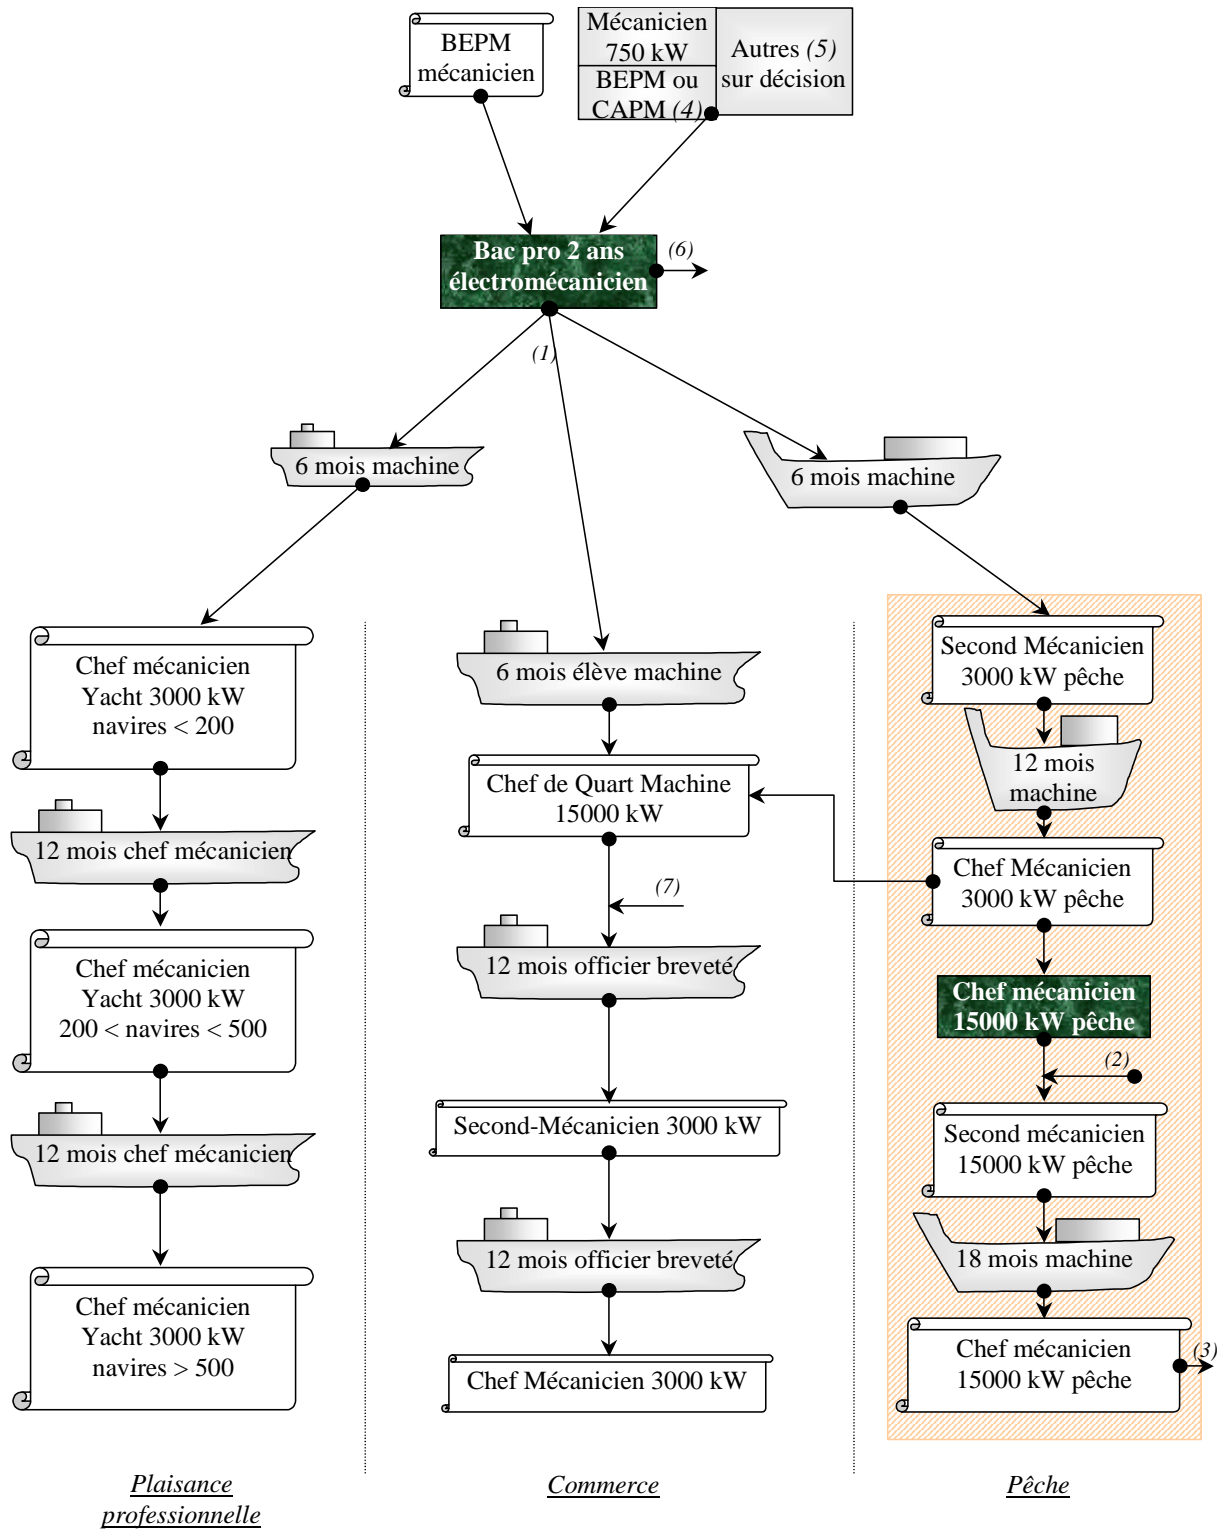 BEPM
mécanicien
Mécanicien
750 kW
BEPM ou
CAPM (4)
Autres (5)
sur décision
Bac pro 2 ans
électromécanicien
(6)
(1)
6 mois machine
6 mois machine
Chef mécanicien
Yacht 3000 kW
navires < 200
12 mois chef mécanicien
Chef mécanicien
Yacht 3000 kW
200 < navires < 500
12 mois chef mécanicien
Chef mécanicien
Yacht 3000 kW
navires > 500
Plaisance
professionnelle
6 mois élève machine
Chef de Quart Machine
15000 kW
(7)
12 mois officier breveté
Second-Mécanicien 3000 kW
12 mois officier breveté
Chef Mécanicien 3000 kW
Commerce
Second Mécanicien
3000 kW pêche
12 mois
machine
Chef Mécanicien
3000 kW pêche
Chef mécanicien
15000 kW pêche
(2)
Second mécanicien
15000 kW pêche
18 mois machine
Chef mécanicien
15000 kW pêche
(3)
Pêche